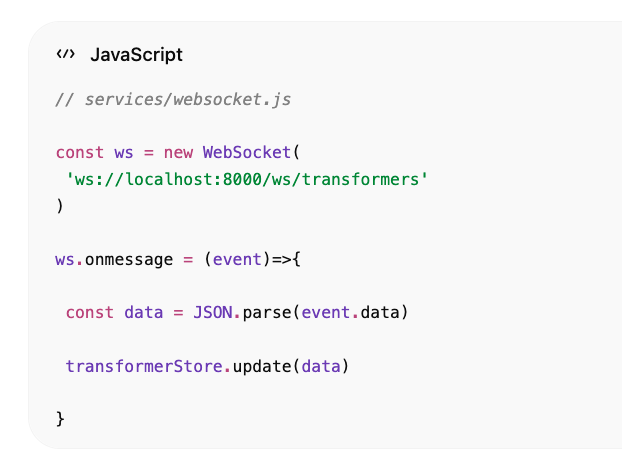 JavaScript
// services/websocket.js
const ws = new WebSocket(
 'ws://localhost:8000/ws/transformers'
)
ws.onmessage = (event)=>{
 const data = JSON.parse(event.data)
 transformerStore.update(data)
}